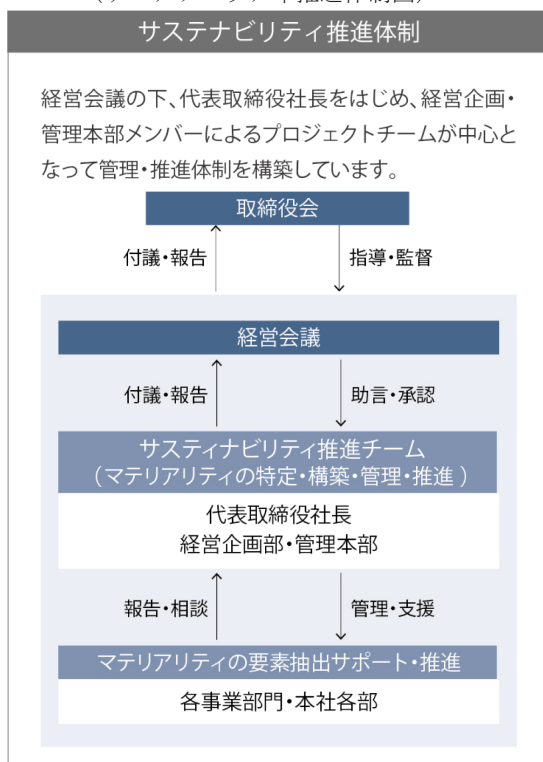 サステナビリティ推進体制
経営会議の下、代表取締役社長をはじめ、経営企画・
管理本部メンバーによるプロジェクトチームが中心と
なって管理・推進体制を構築しています。
取締役会
付議・報告 指導・監督
経営会議
付議・報告 助言・承認
サスティナビリティ推進チーム
（マテリアリティの特定・構築・管理・推進）
代表取締役社長
経営企画部・管理本部
報告・相談 管理・支援
マテリアリティの要素抽出サポート・推進
各事業部門・本社各部